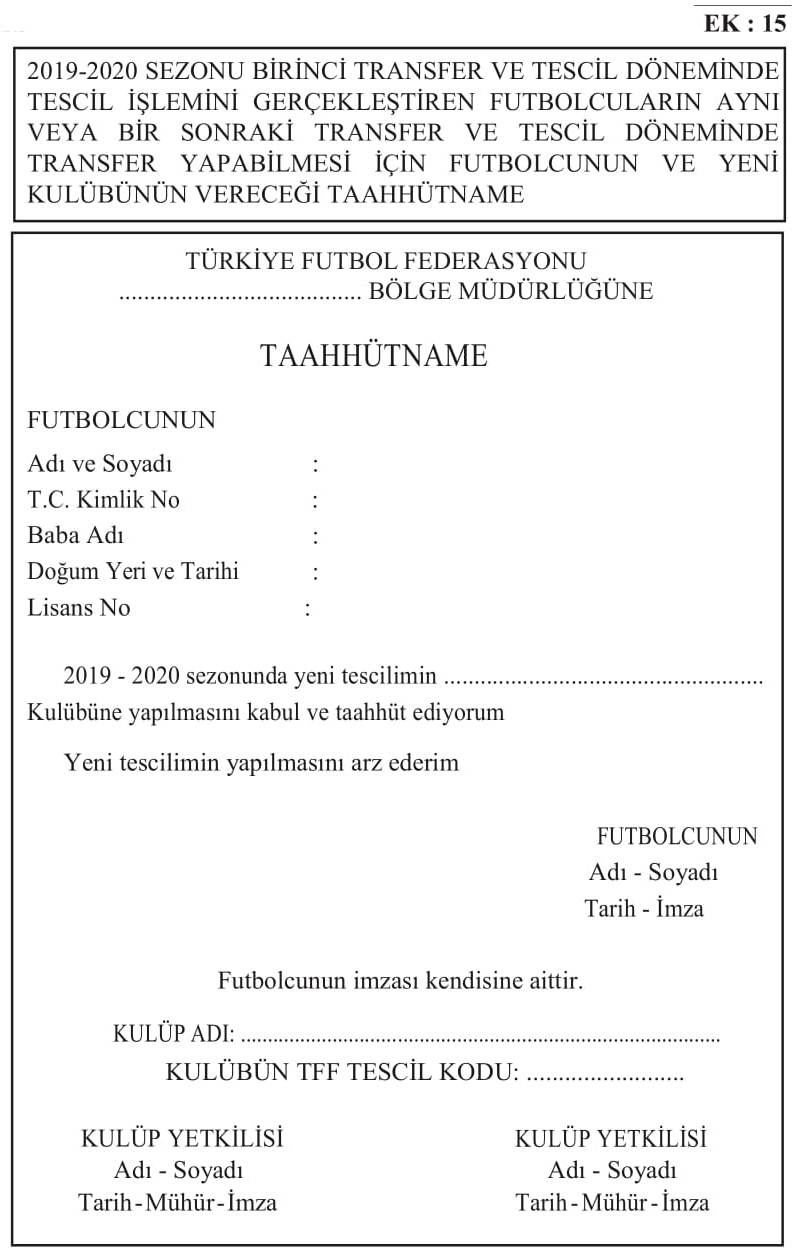 EK : 15
2019-2020 SEZONU BİRİNCİ TRANSFER VE TESCİL DÖNEMİNDE
TESCİL İŞLEMİNİ GERÇEKLEŞTİREN FUTBOLCULARIN AYNI
VEYA BİR SONRAKİ TRANSFER VE TESCİL DÖNEMİNDE
TRANSFER YAPABİLMESİ İÇİN FUTBOLCUNUN VE YENİ
KULÜBÜNÜN VERECEĞİ TAAHHÜTNAME
TÜRKİYE FUTBOL FEDERASYONU
....................................... BÖLGE MÜDÜRLÜĞÜNE
TAAHHÜTNAME
FUTBOLCUNUN
Adı ve Soyadı :
T.C. Kimlik No :
Baba Adı :
Doğum Yeri ve Tarihi :
Lisans No :
2019 - 2020 sezonunda yeni tescilimin ....................................................
Kulübüne yapılmasını kabul ve taahhüt ediyorum
Yeni tescilimin yapılmasını arz ederim
FUTBOLCUNUN
Adı - Soyadı
Tarih - İmza
Futbolcunun imzası kendisine aittir.
KULÜP ADI: .........................................................................................
KULÜBÜN TFF TESCİL KODU: .........................
KULÜP YETKİLİSİ KULÜP YETKİLİSİ
Adı - Soyadı Adı - Soyadı
Tarih-Mühür-İmza Tarih-Mühür-İmza